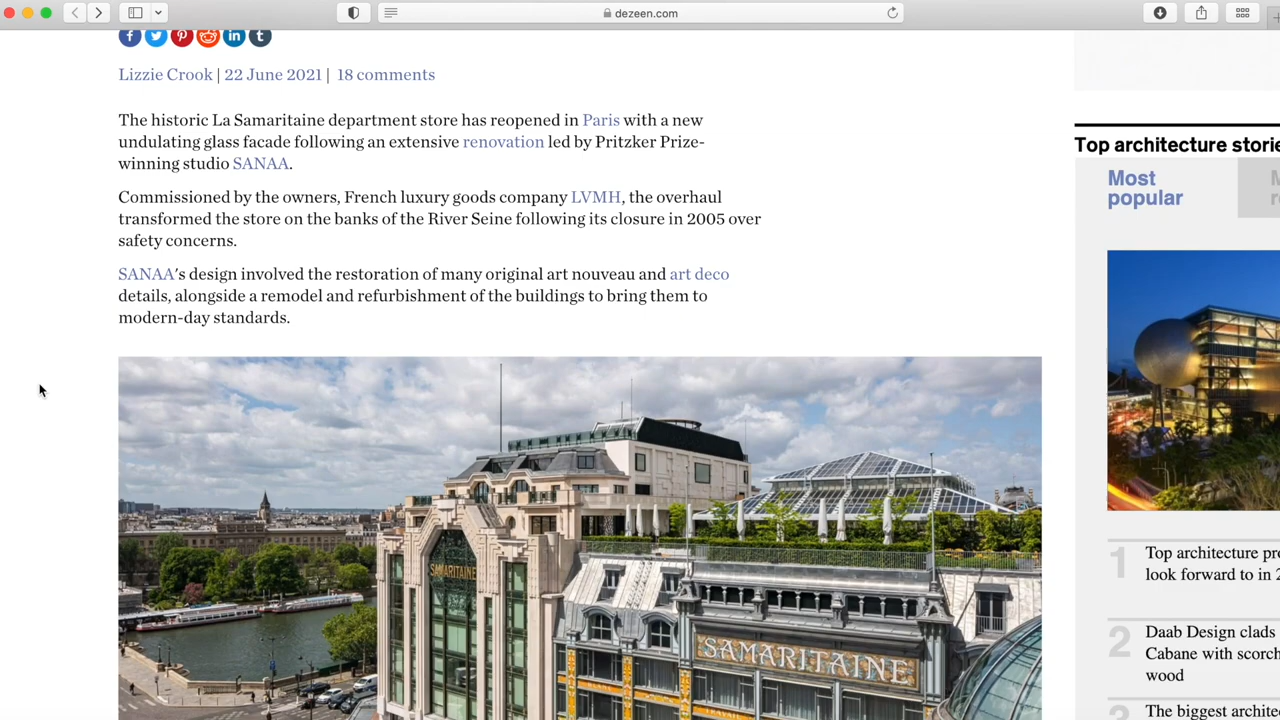 dezeen.com
Lizzie Crook | 22 June 2021 | 18 comments
The historic La Samaritaine department store has reopened in Paris with a new
undulating glass facade following an extensive renovation led by Pritzker Prize-
winning studio SANAA.
Commissioned by the owners, French luxury goods company LVMH, the overhaul
transformed the store on the banks of the River Seine following its closure in 2005 over
safety concerns.
SANAA's design involved the restoration of many original art nouveau and art deco
details, alongside a remodel and refurbishment of the buildings to bring them to
modern-day standards.
SAMARITAINE
SAMARITAINE
Top architecture storie
Most
popular
1
Top architecture pr
look forward to in 2
2
Daab Design clads
Cabane with scorch
wood
The biggest archite